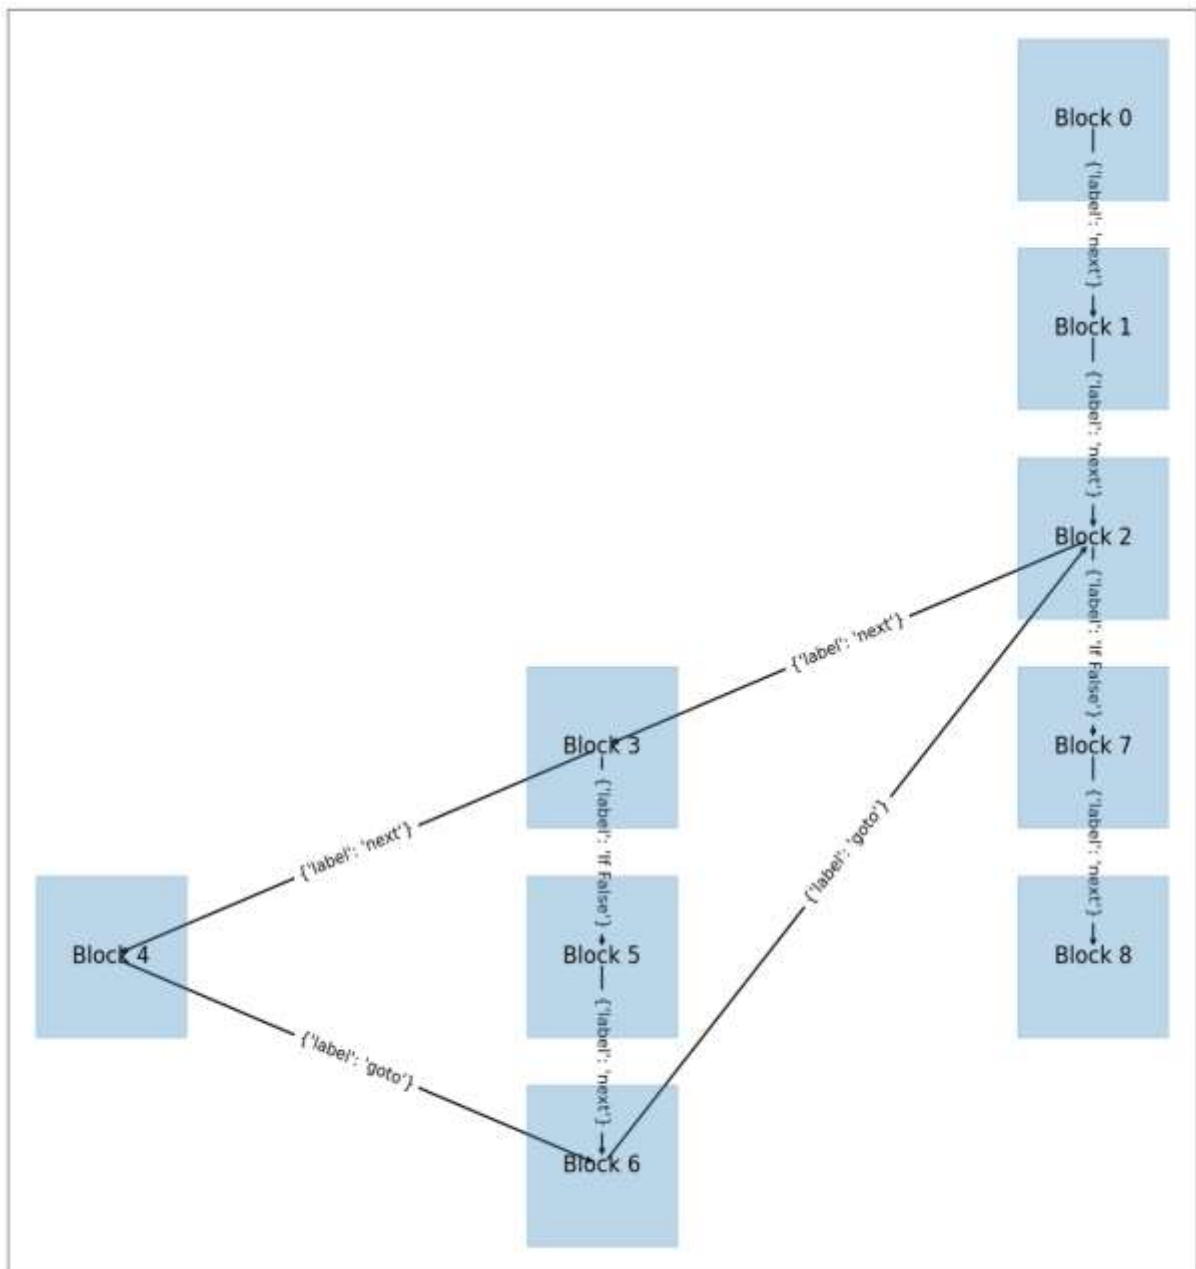 Block 0
{'label': 'next'}
Block 1
{'label': 'next'}
Block 2
{'label': 'If False'}
{'label': 'next'}
Block 3
Block 7
{'label': 'next'}
{'label': 'If False'}
{'label': 'goto'}
{'label': 'next'}
Block 4
Block 5
Block 8
{'label': 'goto'}
{'label': 'next'}
Block 6